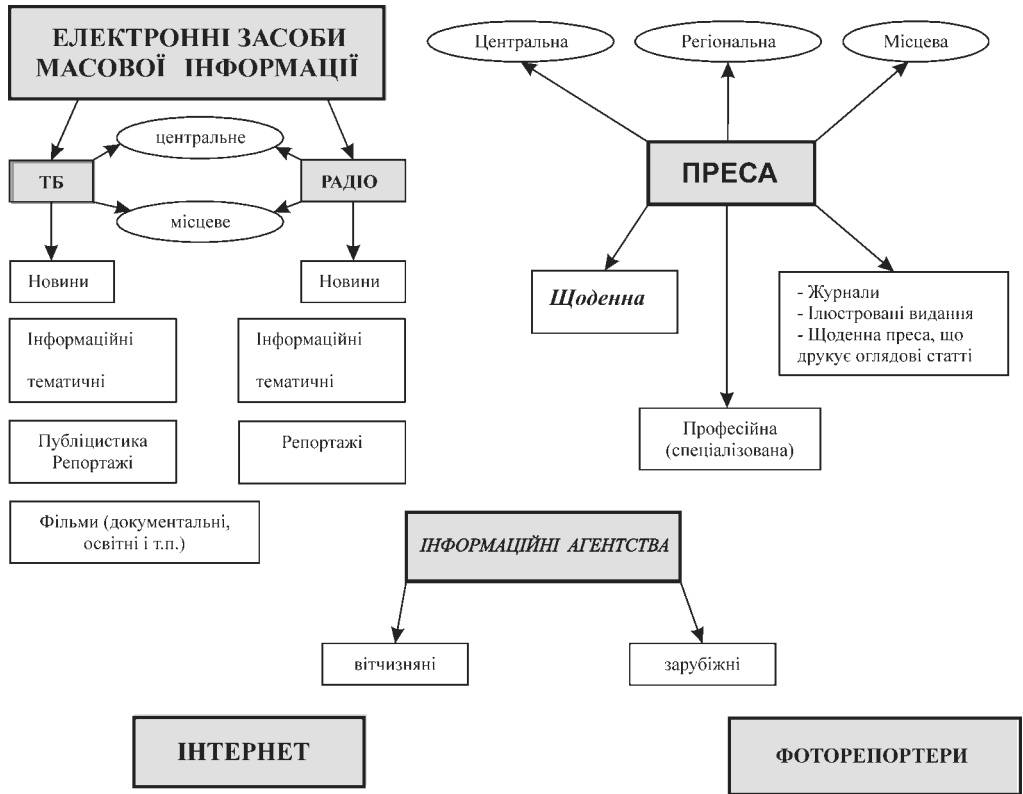 ЕЛЕКТРОННІ ЗАСОБИ
МАСОВОЇ ІНФОРМАЦІЇ
центральне
ТБ
РАДІО
місцеве
Новини
Новини
Інформаційні
тематичні
Інформаційні
тематичні
Публіцистика
Репортажі
Репортажі
Фільми (документальні,
освітні і т.п.)
Центральна
Регіональна
Місцева
ПРЕСА
Щоденна
- Журнали
- Ілюстровані видання
- Щоденна преса, що
друкує оглядові статті
Професійна
(спеціалізована)
ІНФОРМАЦІЙНІ АГЕНТСТВА
вітчизняні
зарубіжні
ІНТЕРНЕТ
ФОТОРЕПОРТЕРИ